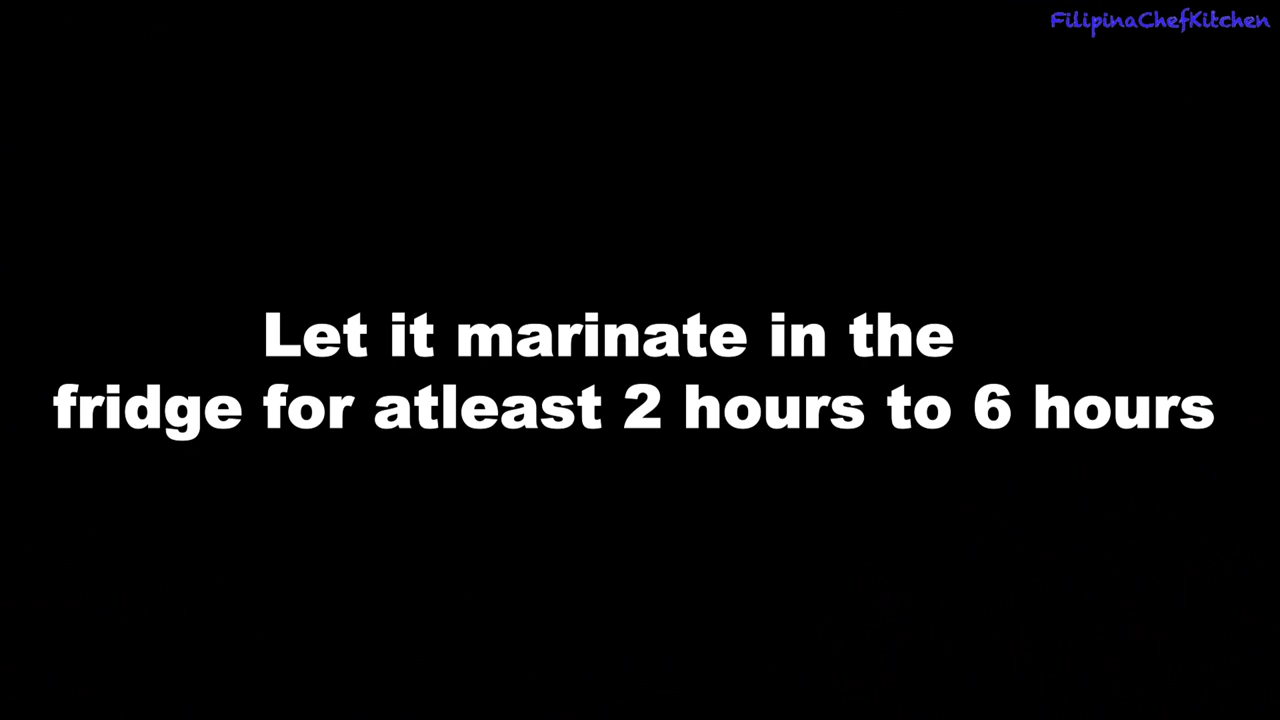 FilipinaChefKitchen
Let it marinate in the
fridge for atleast 2 hours to 6 hours